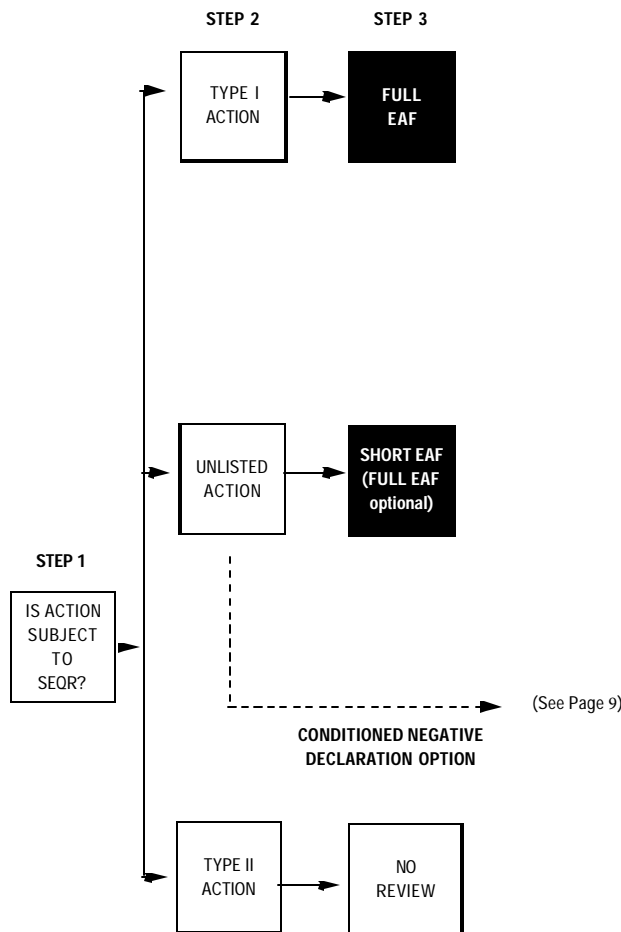 STEP 2
STEP 3
TYPE I
ACTION
FULL
EAF
UNLISTED
ACTION
SHORT EAF
(FULL EAF
optional)
STEP 1
IS ACTION
SUBJECT
TO
SEQR?
(See Page 9)
CONDITIONED NEGATIVE
DECLARATION OPTION
TYPE II
ACTION
NO
REVIEW